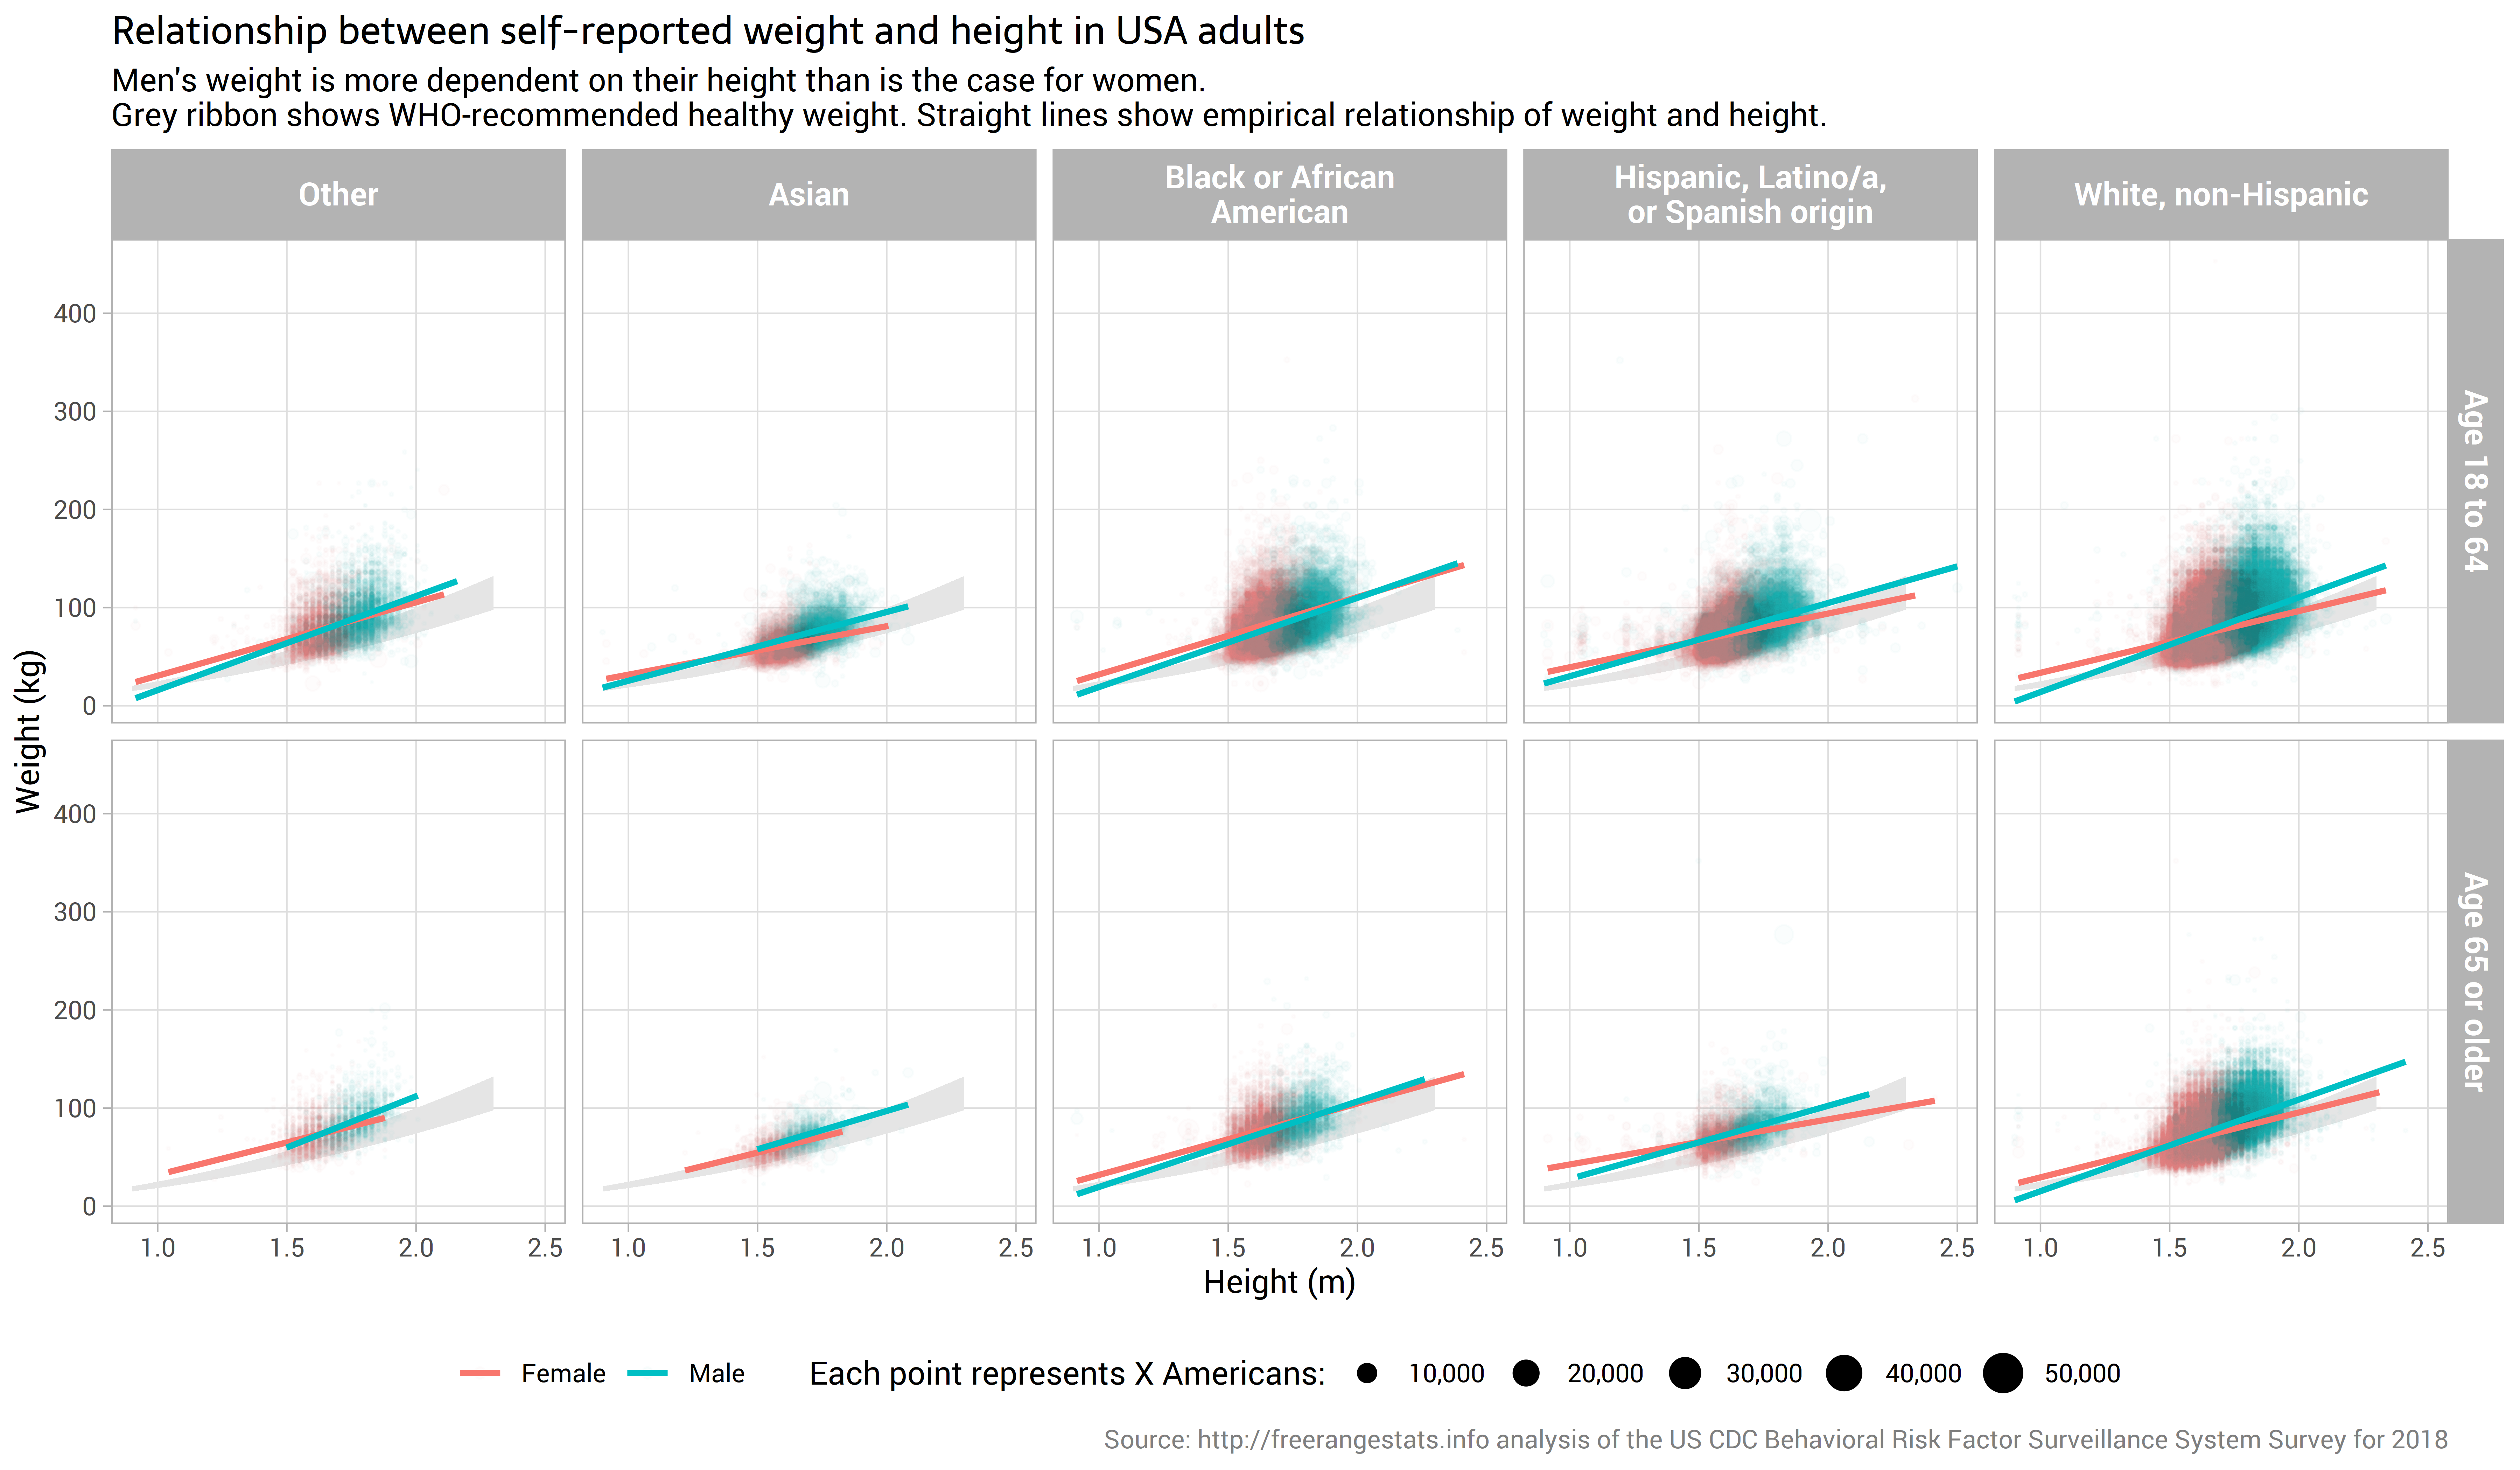 Relationship between self-reported weight and height in USA adults
Men's weight is more dependent on their height than is the case for women.
Grey ribbon shows WHO-recommended healthy weight. Straight lines show empirical relationship of weight and height.
Other
Asian
Black or African
American
Hispanic, Latino/a,
or Spanish origin
White, non-Hispanic
Weight (kg)
400
300
200
100
0
Age 18 to 64
400
300
200
100
0
Age 65 or older
1.0 1.5 2.0 2.5
1.0 1.5 2.0 2.5
1.0 1.5 2.0 2.5
1.0 1.5 2.0 2.5
1.0 1.5 2.0 2.5
Height (m)
Female Male Each point represents X Americans: 10,000 20,000 30,000 40,000 50,000
Source: http://freerangestats.info analysis of the US CDC Behavioral Risk Factor Surveillance System Survey for 2018